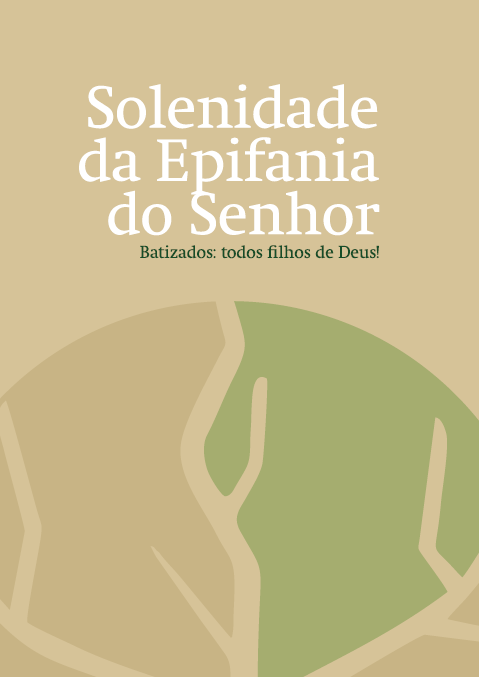 Solenidade
da Epifania
do Senhor
Batizados: todos filhos de Deus!